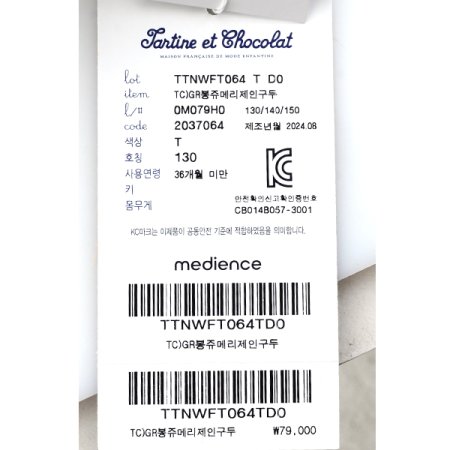 Tartine et Chocolat
MAISON FRANÇAISE DE MODE ENFANTINE
lot TTNWFT064 T D0
item TC)GR봉쥬메리제인구두
l/# 0M079H0 130/140/150
code 2037064 제조년월 2024.08
색상 T
호칭 130
사용연령 36개월 미만
키
몸무게
안전확인신고확인증번호
CB014B057-3001
KC마크는 이제품이 공통안전 기준에 적합하였음을 의미합니다.
medience
TTNWFT064TD0
TC)GR봉쥬메리제인구두
TTNWFT064TD0
TC)GR봉쥬메리제인구두 ₩79,000